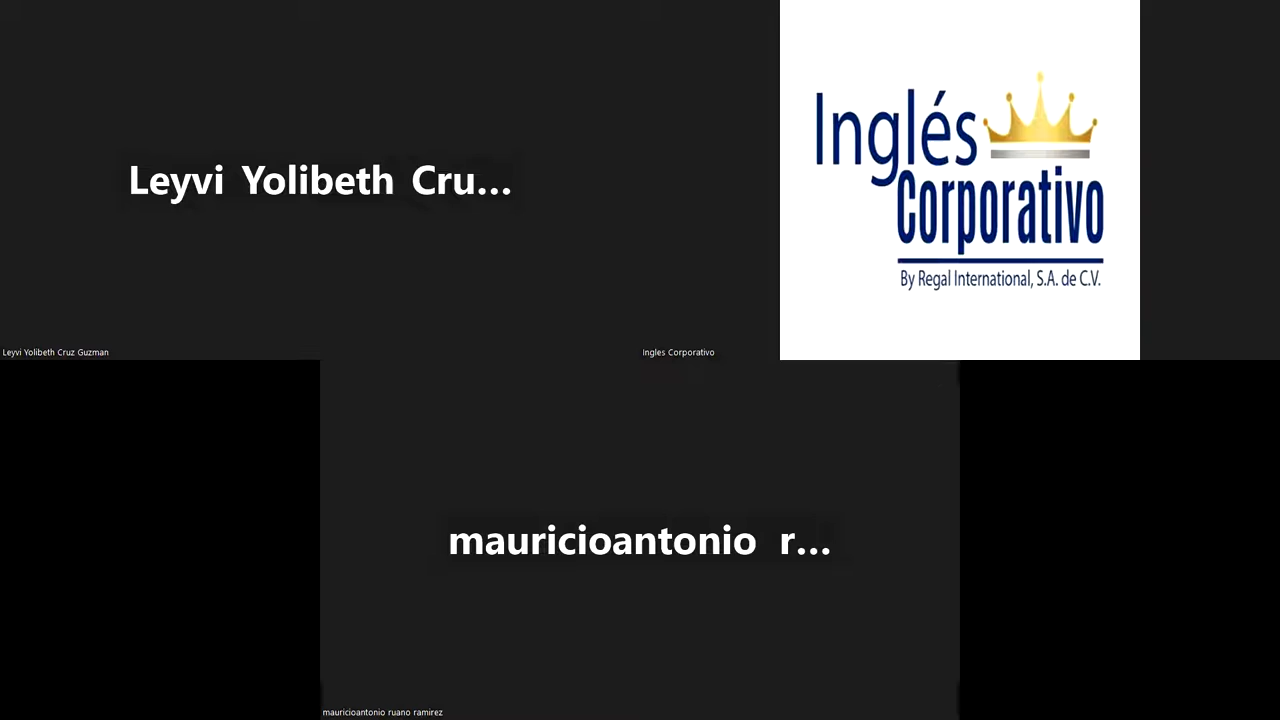 Leyvi Yolibeth Cru...
Leyvi Yolibeth Cruz Guzman
Inglés
Corporativo
By Regal International, S.A. de C.V.
Ingles Corporativo
mauricioantonio r...
mauricioantonio ruano ramirez